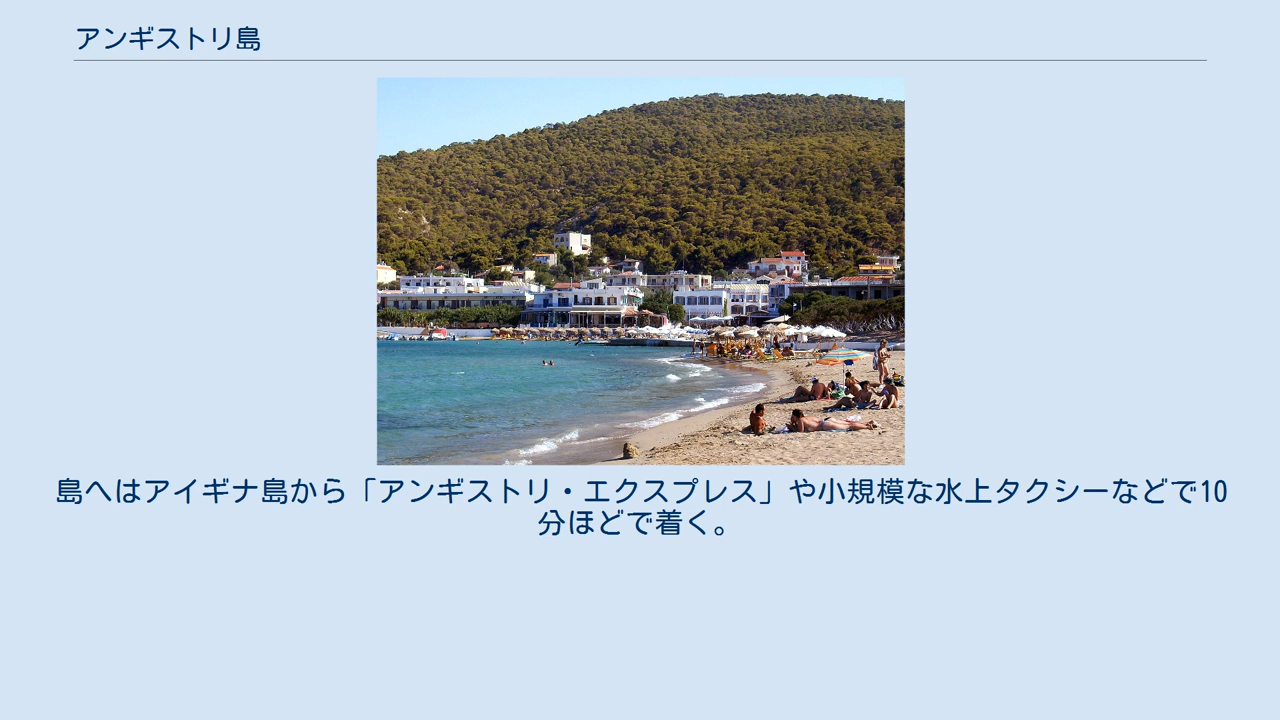 アンギストリ島
島へはアイギナ島から「アンギストリ・エクスプレス」や小規模な水上タクシーなどで10
分ほどで着く。